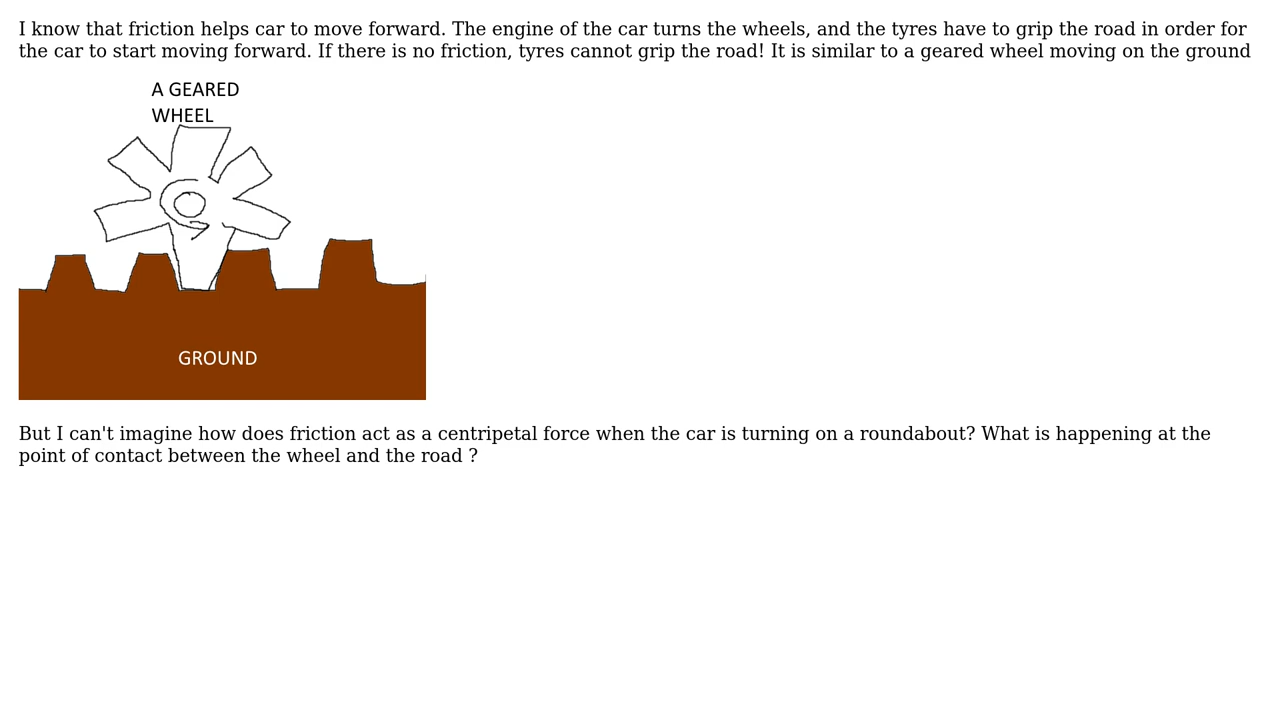 I know that friction helps car to move forward. The engine of the car turns the wheels, and the tyres have to grip the road in order for
the car to start moving forward. If there is no friction, tyres cannot grip the road! It is similar to a geared wheel moving on the ground
A GEARED
WHEEL
GROUND
But I can't imagine how does friction act as a centripetal force when the car is turning on a roundabout? What is happening at the
point of contact between the wheel and the road ?